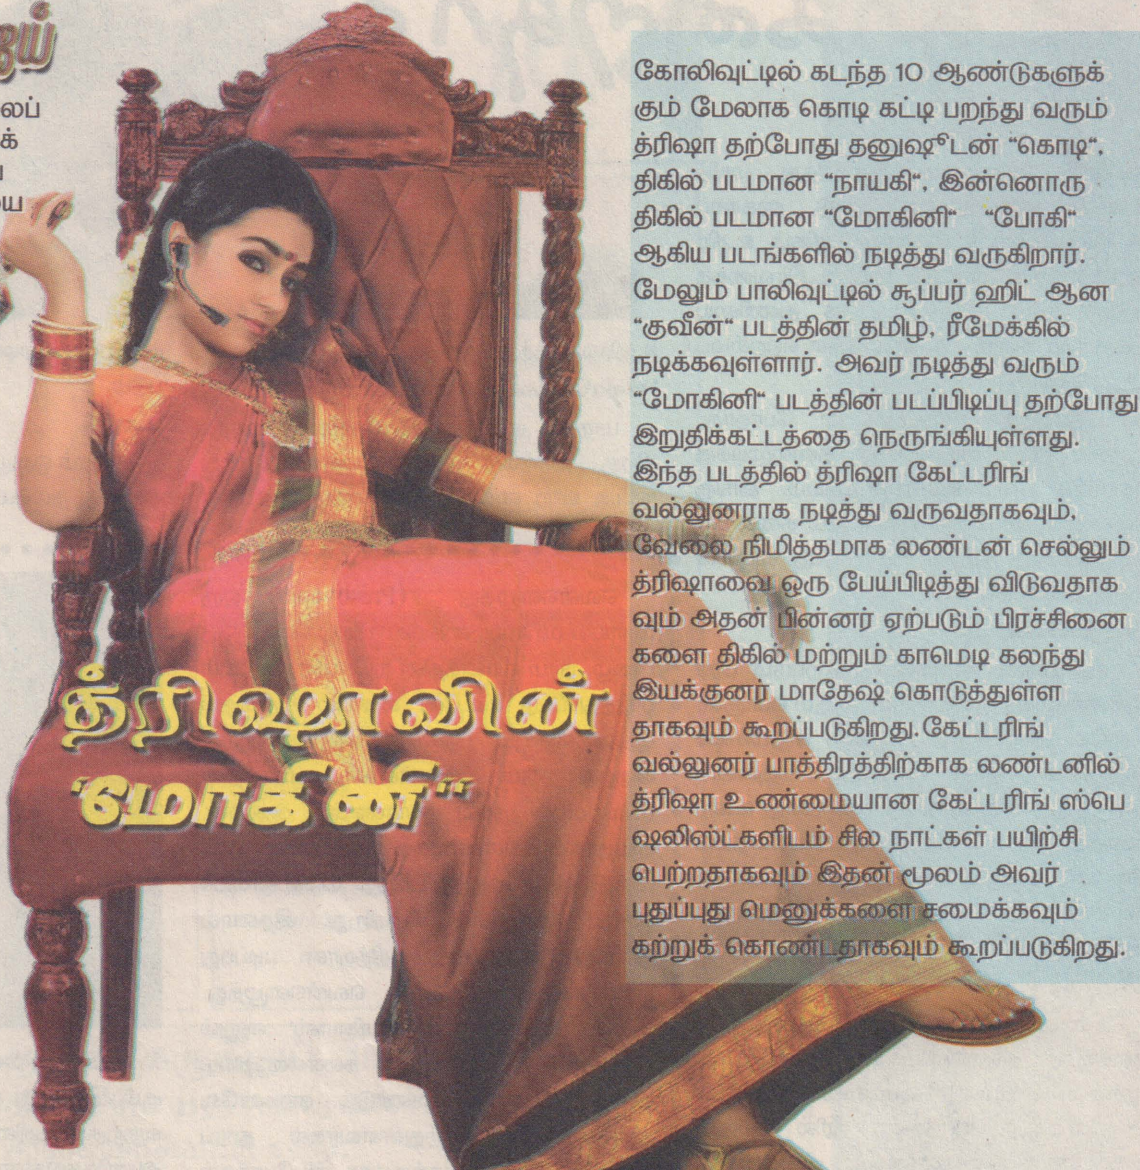 ஜய்
லைப்
க்
யை
த்ரிஷாவின்
"மோகினி"
கோலிவுட்டில் கடந்த 10 ஆண்டுகளுக்
கும் மேலாக கொடி கட்டி பறந்து வரும்
த்ரிஷா தற்போது தனுஷுடன் “கொடி“,
திகில் படமான “நாயகி“, இன்னொரு
திகில் படமான “மோகினி“ “போகி“
ஆகிய படங்களில் நடித்து வருகிறார்.
மேலும் பாலிவுட்டில் சூப்பர் ஹிட் ஆன
“குவீன்“ படத்தின் தமிழ், ரீமேக்கில்
நடிக்கவுள்ளார். அவர் நடித்து வரும்
“மோகினி“ படத்தின் படப்பிடிப்பு தற்போது
இறுதிக்கட்டத்தை நெருங்கியுள்ளது.
இந்த படத்தில் த்ரிஷா கேட்டரிங்
வல்லுனராக நடித்து வருவதாகவும்,
வேலை நிமித்தமாக லண்டன் செல்லும்
த்ரிஷாவை ஒரு பேய்பிடித்து விடுவதாக
வும் அதன் பின்னர் ஏற்படும் பிரச்சினை
களை திகில் மற்றும் காமெடி கலந்து
இயக்குனர் மாதேஷ் கொடுத்துள்ள
தாகவும் கூறப்படுகிறது.கேட்டரிங்
வல்லுனர் பாத்திரத்திற்காக லண்டனில்
த்ரிஷா உண்மையான கேட்டரிங் ஸ்பெ
ஷலிஸ்ட்களிடம் சில நாட்கள் பயிற்சி
பெற்றதாகவும் இதன் மூலம் அவர்
புதுப்புது மெனுக்களை சமைக்கவும்
கற்றுக் கொண்டதாகவும் கூறப்படுகிறது.